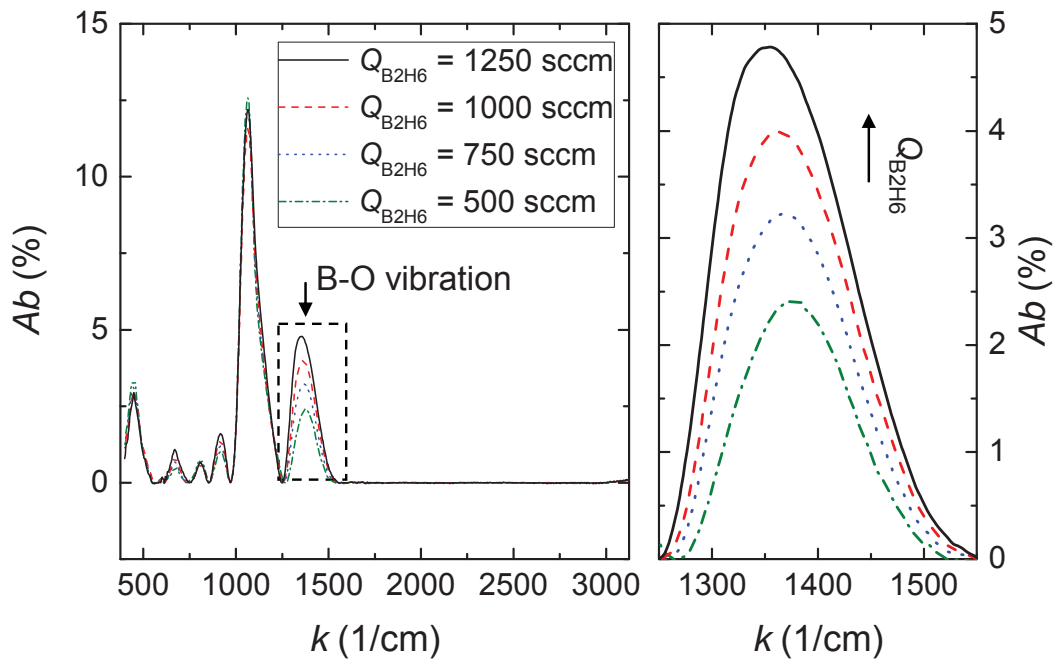 15
10
5
0
Ab (%)
Q_B2H6 = 1250 sccm
Q_B2H6 = 1000 sccm
Q_B2H6 = 750 sccm
Q_B2H6 = 500 sccm
B-O vibration
500 1000 1500 2000 2500 3000
k (1/cm)
Q_B2H6
5
4
3
2
1
0
Ab (%)
1300 1400 1500
k (1/cm)